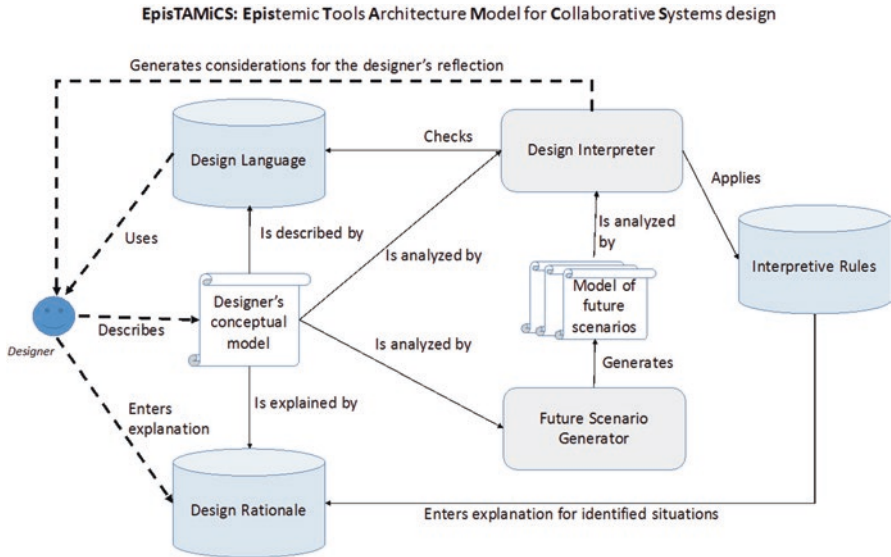 EpisTAMiCS: Epistemic Tools Architecture Model for Collaborative Systems design
Generates considerations for the designer's reflection
Design Language
Checks
Design Interpreter
Applies
Uses
Is described by
Is analyzed by
Is analyzed
by
Interpretive Rules
Designer
Describes
Designer's
conceptual
model
Model of
future
scenarios
Is analyzed by
Generates
Enters
explanation
Is explained by
Future Scenario
Generator
Design Rationale
Enters explanation for identified situations